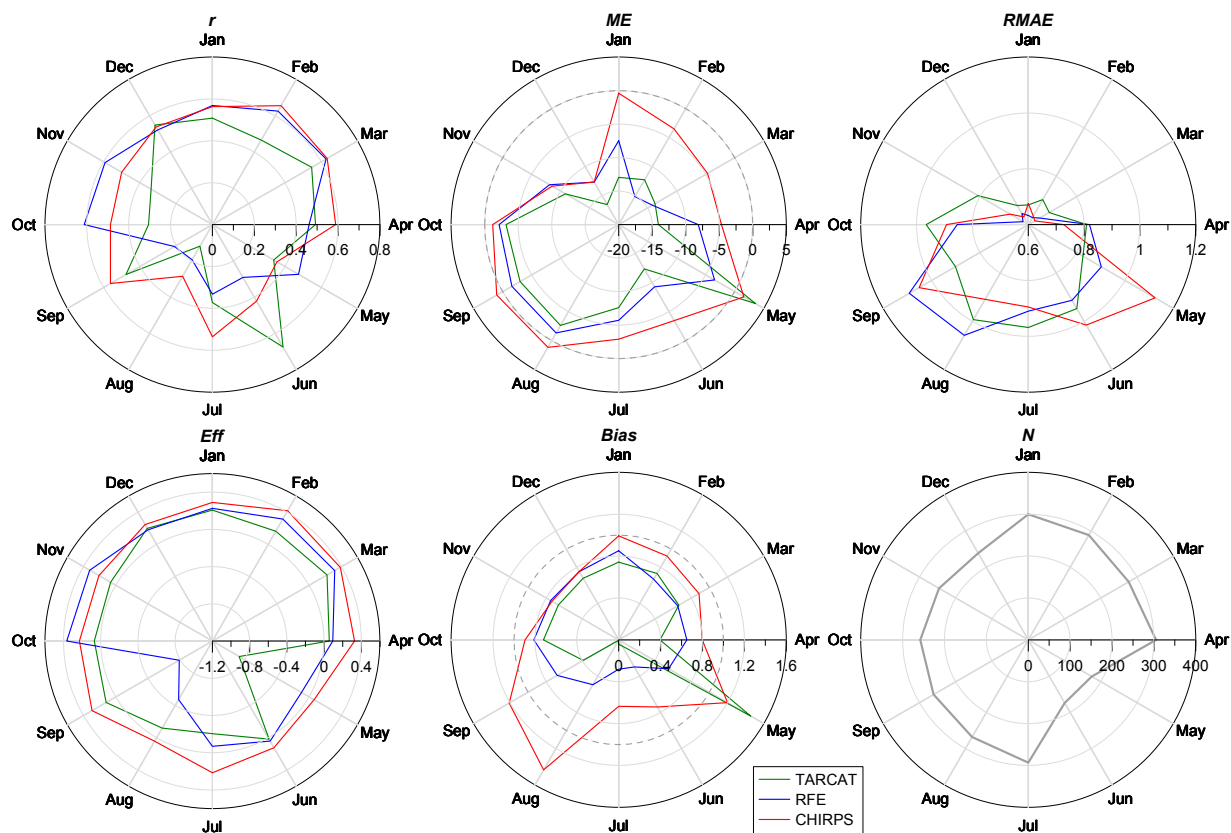 r ME RMAE
Jan Jan Jan
Dec Feb Dec Feb Dec Feb
Nov Mar Nov Mar Nov Mar
Oct 0 0.2 0.4 0.6 0.8 Apr Oct -20 -15 -10 -5 0 5 Apr Oct 0.6 0.8 1 1.2 Apr
Sep May Sep May Sep May
Aug Jun Aug Jun Aug Jun
Jul Jul Jul
Eff Bias N
Jan Jan Jan
Dec Feb Dec Feb Dec Feb
Nov Mar Nov Mar Nov Mar
Oct -1.2 -0.8 -0.4 0 0.4 Apr Oct 0 0.4 0.8 1.2 1.6 Apr Oct 0 100 200 300 400 Apr
Sep May Sep May Sep May
Aug Jun Aug Jun Aug Jun
Jul Jul Jul
TARCAT
RFE
CHIRPS